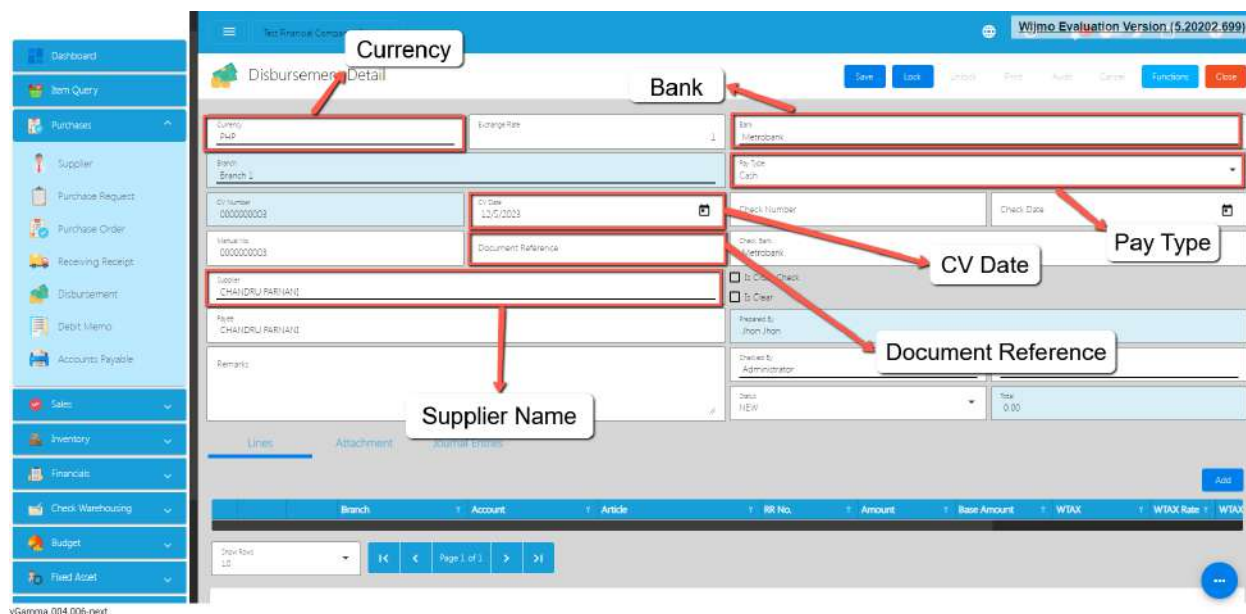 Test Financial Company
Wijmo Evaluation Version (5.20202.699)
Dashboard
Item Query
Purchases
Supplier
Purchase Request
Purchase Order
Receiving Receipt
Disbursement
Debit Memo
Accounts Payable
Sales
Inventory
Financials
Check Warehousing
Budget
Fixed Asset
vGamma.004.006-next
Disbursement Detail
Save Lock Unlock Print Audit Cancel Functions Close
Currency
Bank
Currency
PHP
Exchange Rate
1
Bank
Metrobank
Branch
Branch 1
Pay Type
Cash
CV Number
0000000003
CV Date
12/5/2023
Check Number
Check Date
Manual No.
0000000003
Document Reference
Check Bank
Metrobank
Pay Type
CV Date
Supplier
CHANDRU PARNANI
Is Cross Check
Is Clear
Payee
CHANDRU PARNANI
Prepared By
Jhon Jhon
Remarks
Checked By
Administrator
Document Reference
Status
NEW
Total
0.00
Supplier Name
Lines Attachment Journal Entries
Add
Branch Account Article RR No. Amount Base Amount WTAX WTAX Rate WTAX
Show Rows
10
Page 1 of 1